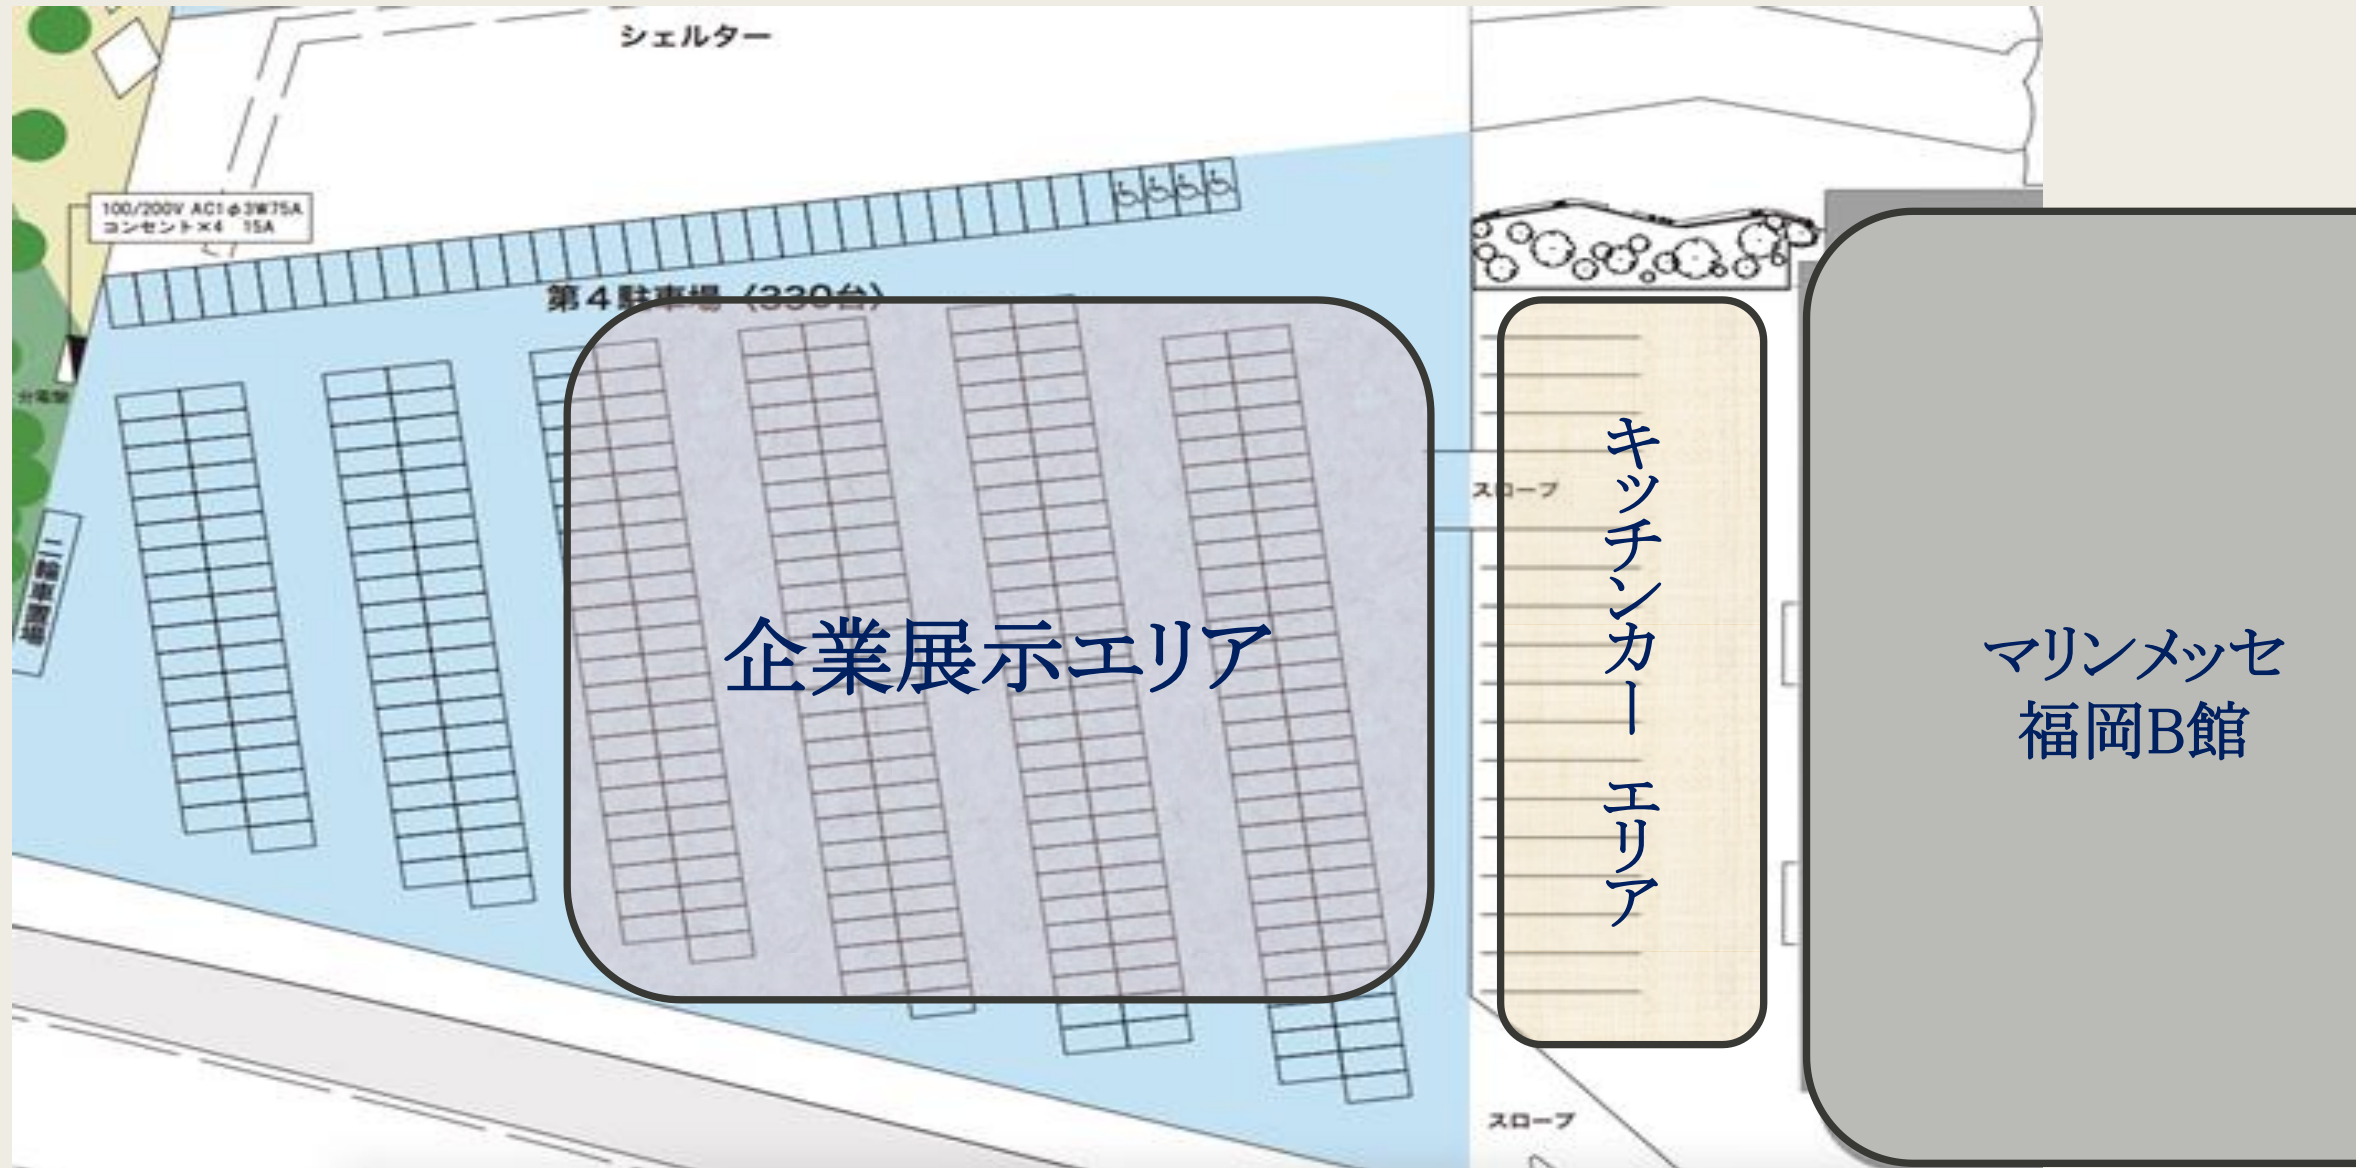 シェルター
100/200V AC1φ3W75A
コンセント×4 15A
第4駐車場〈330台〉
分電盤
二輪車置場
スロープ
企業展示エリア
キッチンカー エリア
マリンメッセ
福岡B館
スロープ